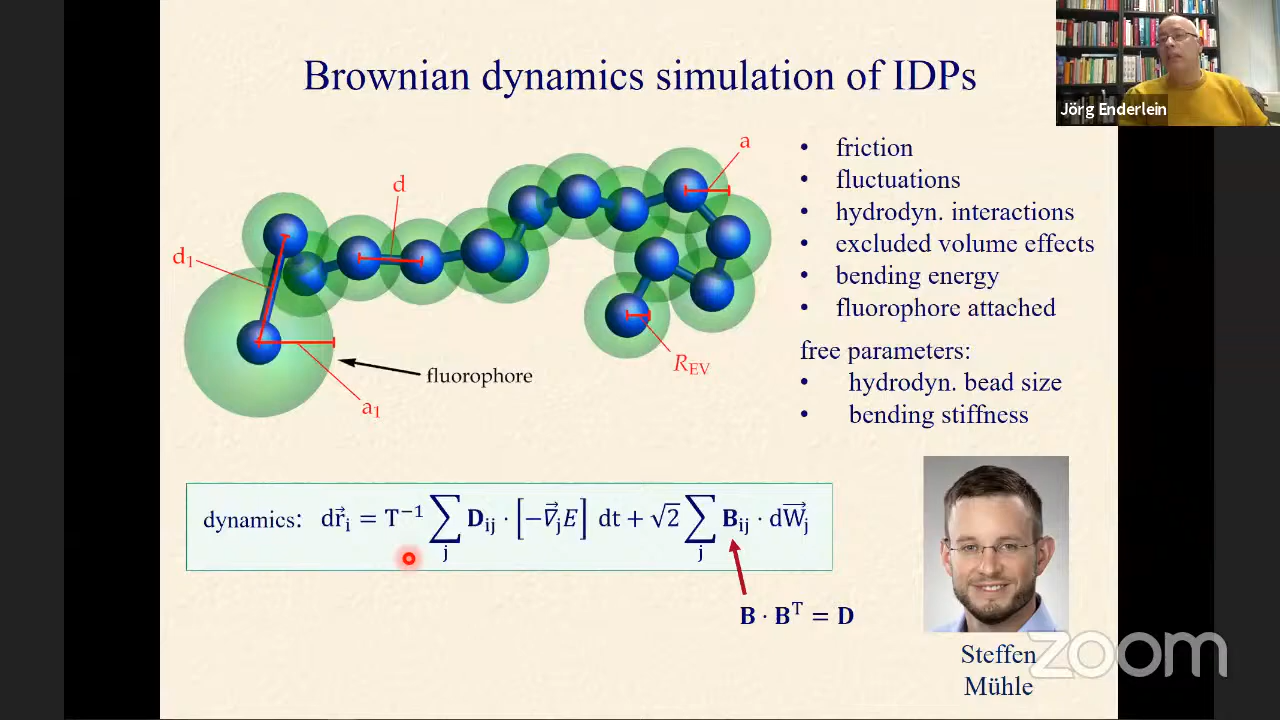 Brownian dynamics simulation of IDPs
Jörg Enderlein
a
d
d₁
R_EV
fluorophore
a₁
• friction
• fluctuations
• hydrodyn. interactions
• excluded volume effects
• bending energy
• fluorophore attached
free parameters:
• hydrodyn. bead size
• bending stiffness
dynamics: dr⃗ᵢ = T⁻¹ ∑ⱼ 𝐃ᵢⱼ · [−∇⃗ⱼE] dt + √2 ∑ⱼ 𝐁ᵢⱼ · dW⃗ⱼ
𝐁 · 𝐁ᵀ = 𝐃
Steffen
Mühle
zoom